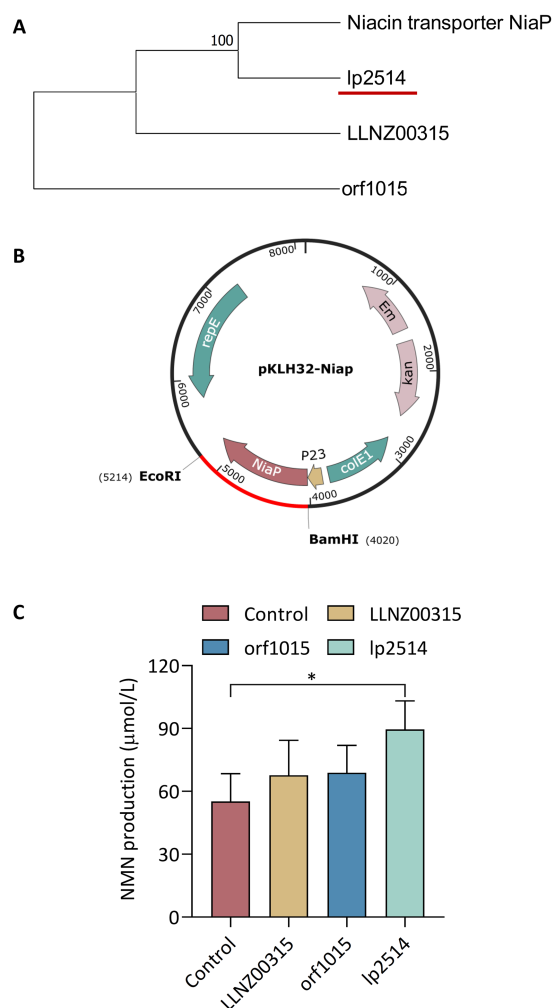 A
Niacin transporter NiaP
100
lp2514
LLNZ00315
orf1015
B
8000
1000
7000
Em
repE
2000
kan
pKLH32-Niap
6000
3000
P23
colE1
NiaP
5000
(5214) EcoRI
4000
BamHI (4020)
C
Control LLNZ00315
orf1015 lp2514
120
*
90
60
30
0
NMN production (μmol/L)
Control
LLNZ00315
orf1015
lp2514